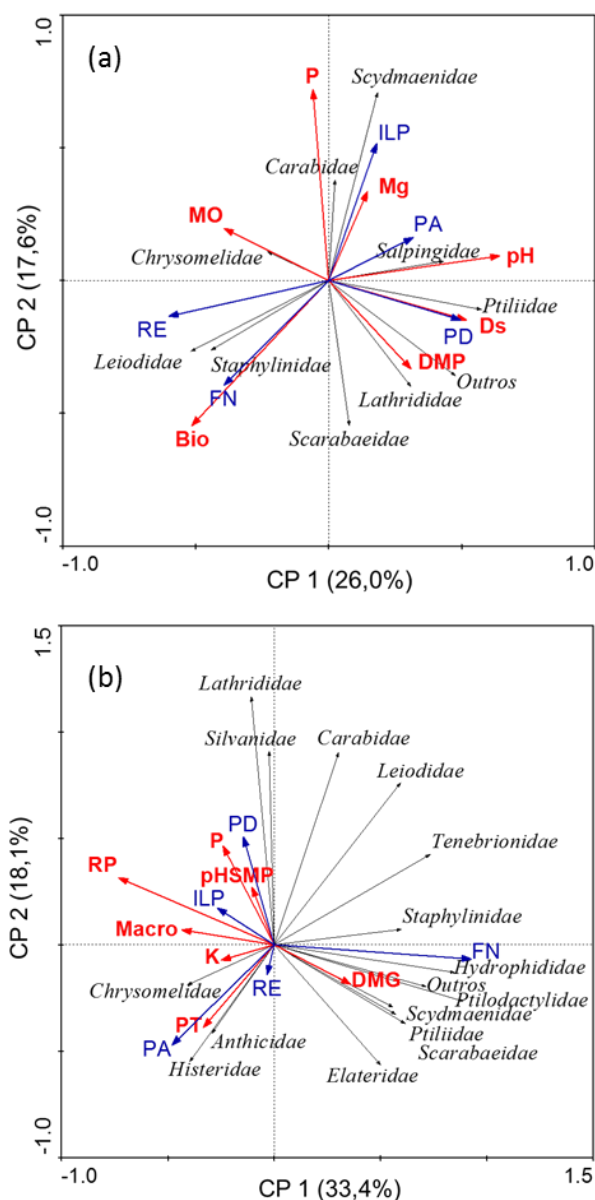 1.0
(a)
P
Scydmaenidae
ILP
Carabidae
Mg
MO
PA
Salpingidae
pH
Chrysomelidae
Ptiliidae
RE
Ds
PD
Leiodidae
Staphylinidae
DMP
Outros
FN
Lathrididae
Bio
Scarabaeidae
CP 2 (17,6%)
-1.0
-1.0
1.0
CP 1 (26,0%)
1.5
(b)
Lathrididae
Silvanidae
Carabidae
Leiodidae
PD
P
Tenebrionidae
RP
pHSMP
ILP
Macro
Staphylinidae
K
FN
Hydrophididae
RE
DMG
Outros
Chrysomelidae
Ptilodactylidae
PT
Scydmaenidae
Anthicidae
Ptiliidae
PA
Scarabaeidae
Histeridae
Elateridae
CP 2 (18,1%)
-1.0
-1.0
1.5
CP 1 (33,4%)